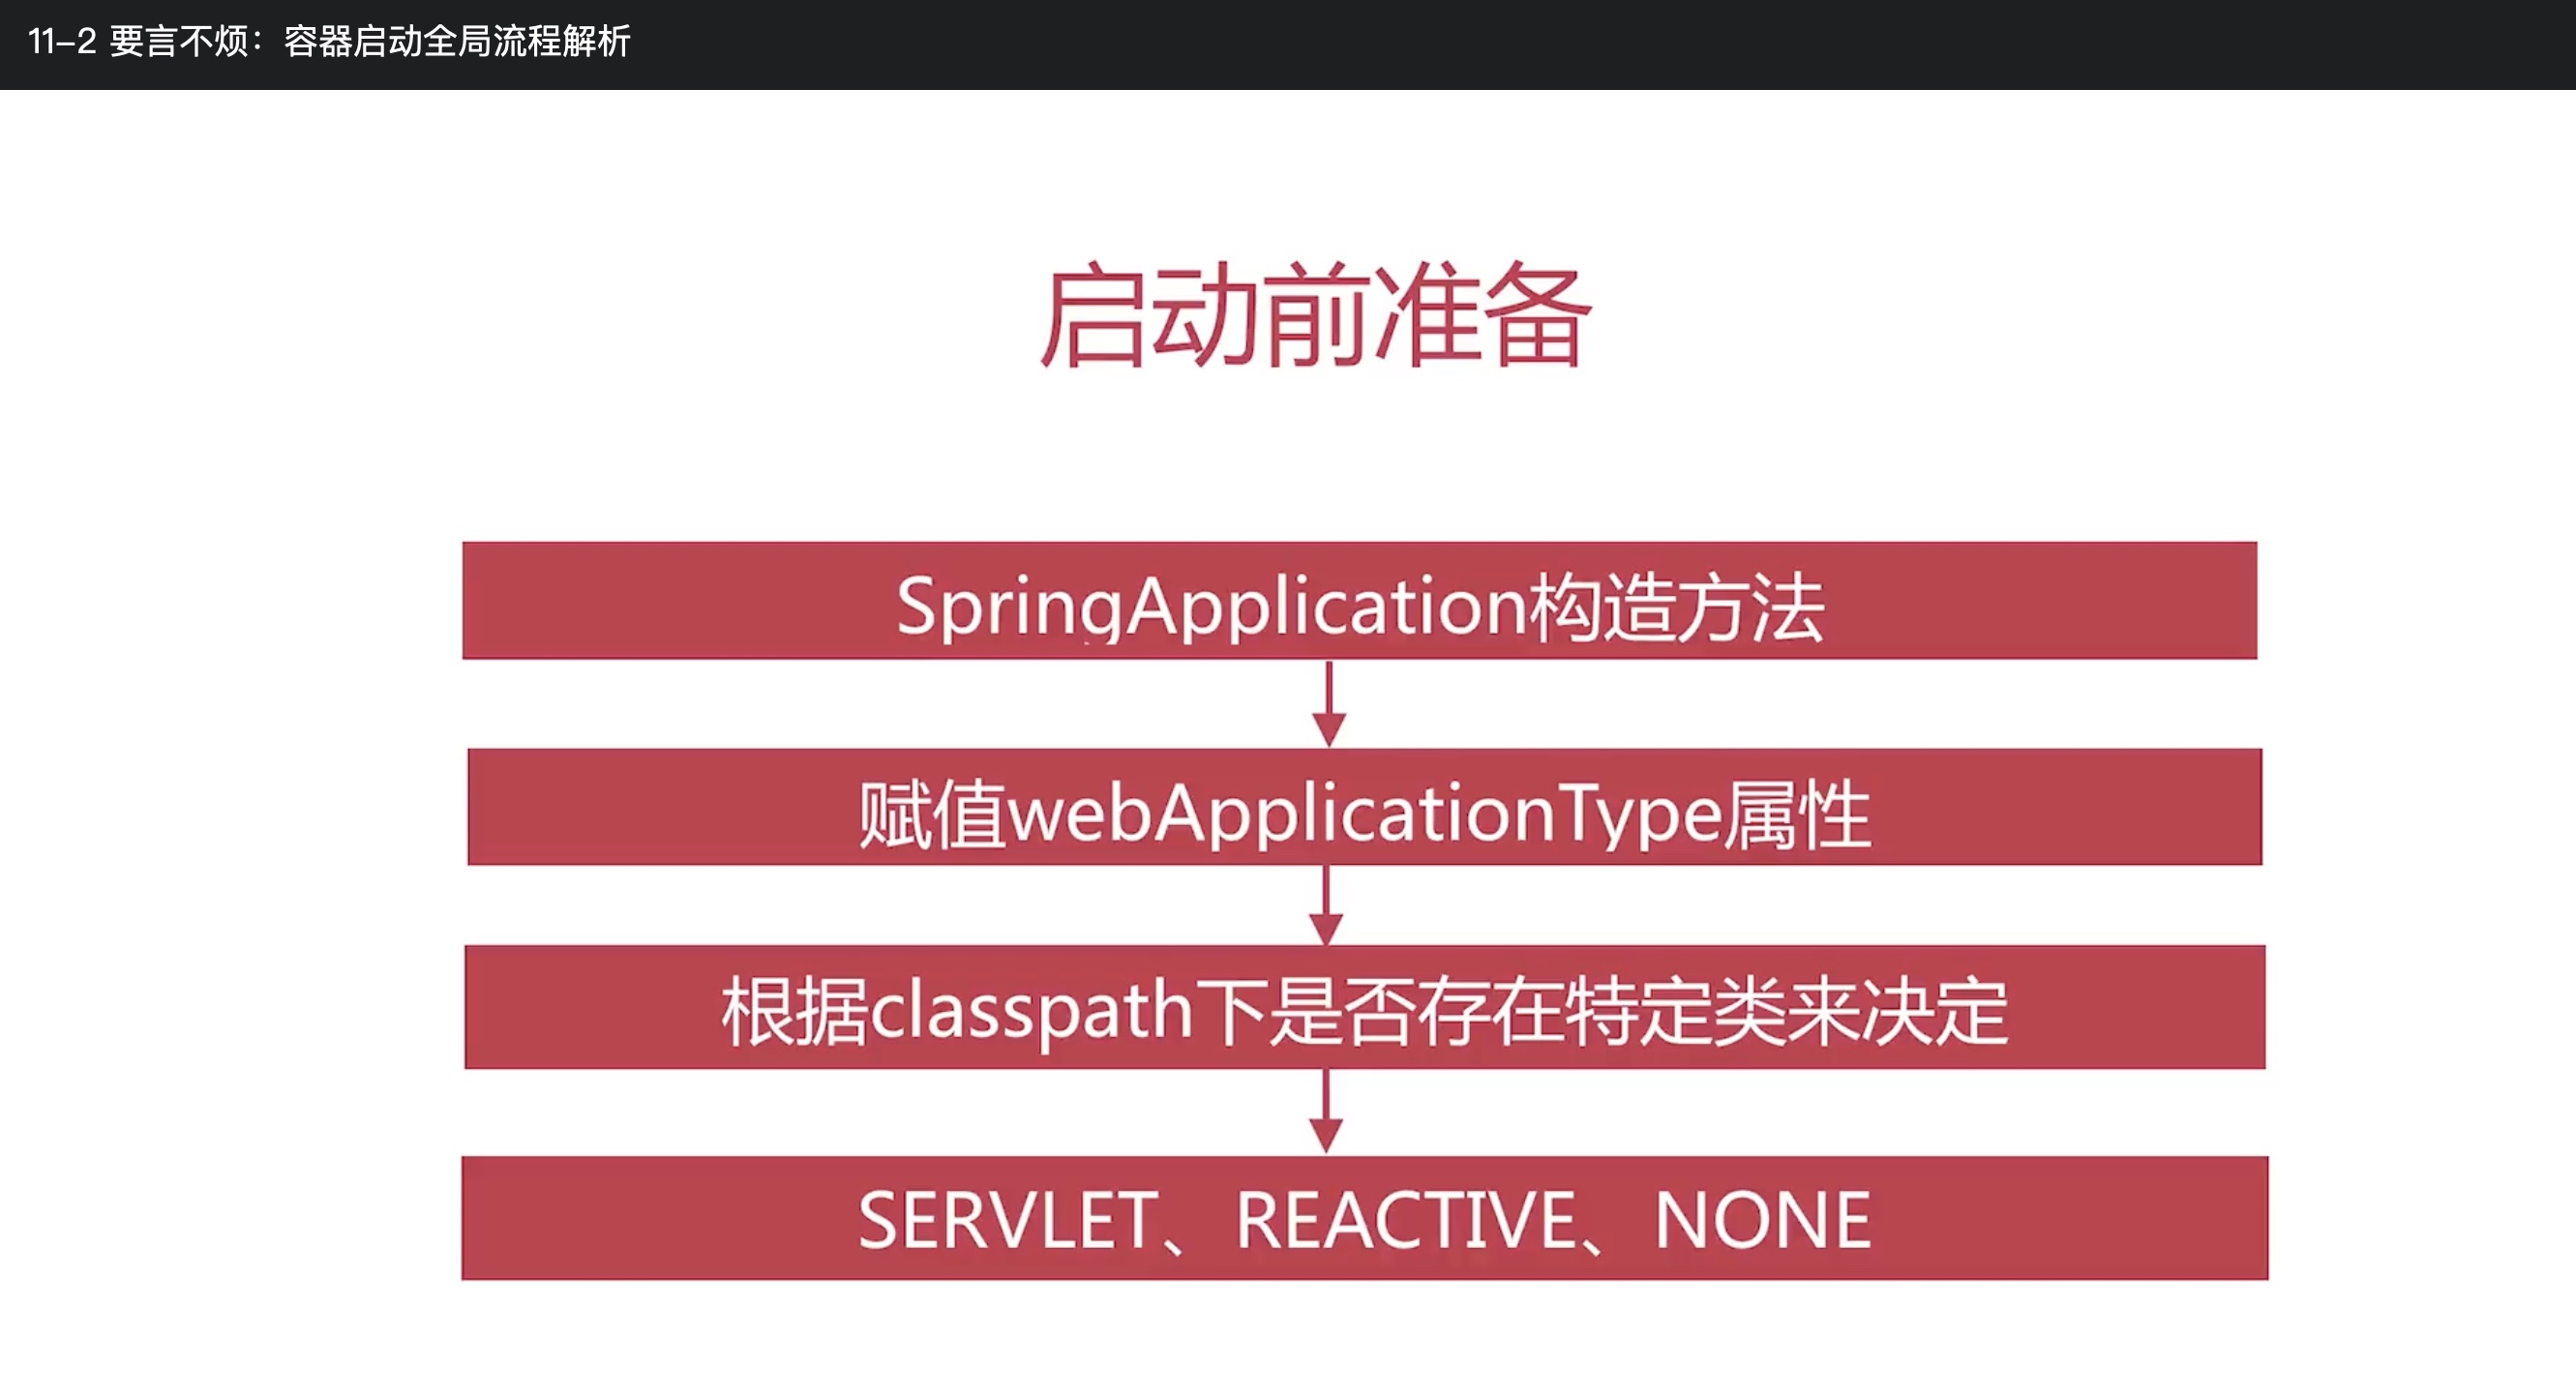 11-2 要言不烦：容器启动全局流程解析
启动前准备
SpringApplication构造方法
赋值webApplicationType属性
根据classpath下是否存在特定类来决定
SERVLET、REACTIVE、NONE